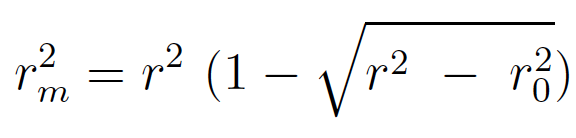 r_m^2 = r^2 (1 - \sqrt{r^2 - r_0^2})